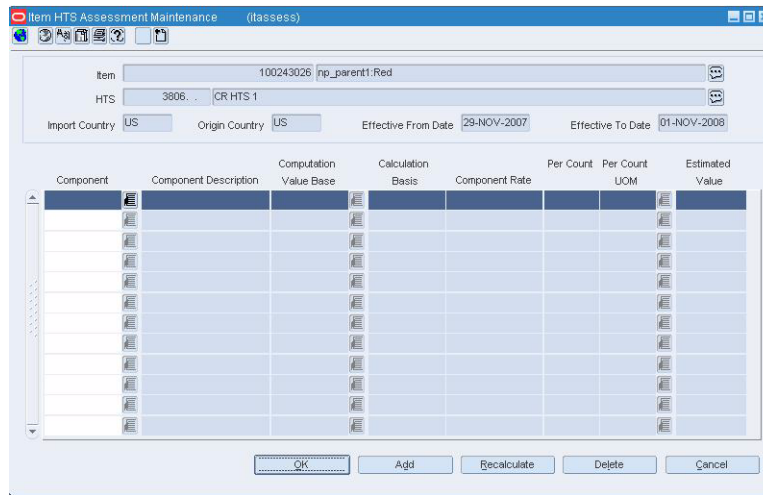 Item HTS Assessment Maintenance (itassess)
Item 100243026 np_parent1:Red
HTS 3806. . CR HTS 1
Import Country US Origin Country US Effective From Date 29-NOV-2007 Effective To Date 01-NOV-2008
Computation Calculation Per Count Per Count Estimated
Component Component Description Value Base Basis Component Rate UOM Value
OK Add Recalculate Delete Cancel